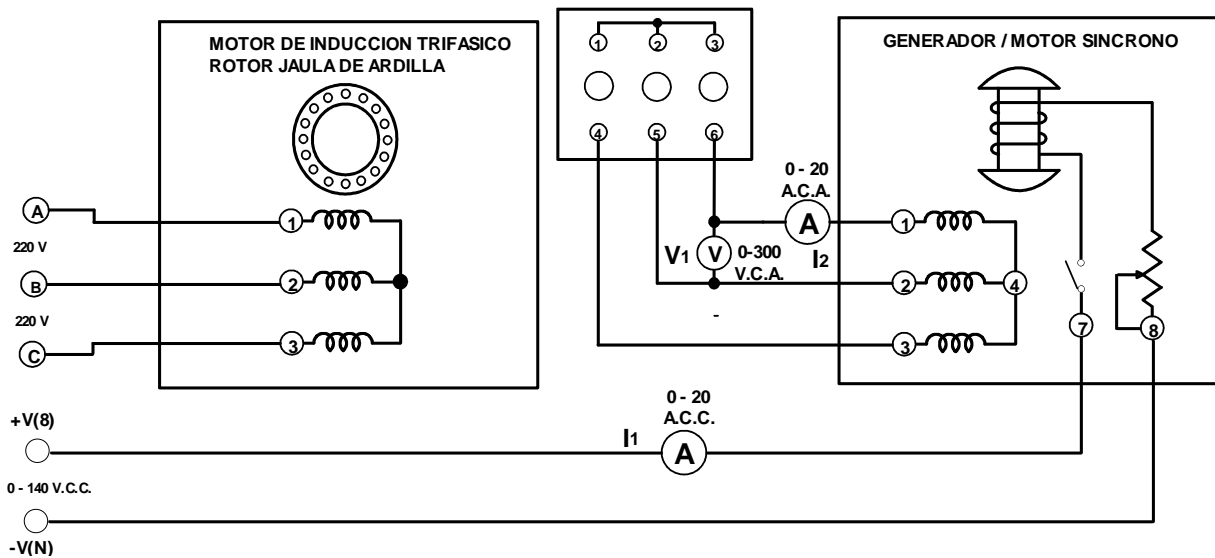 MOTOR DE INDUCCION TRIFASICO
ROTOR JAULA DE ARDILLA
A
220 V
B
220 V
C
1
2
3
1 2 3
4 5 6
V1
V
0-300
V.C.A.
-
0 - 20
A.C.A.
A
I2
GENERADOR / MOTOR SINCRONO
1
2
3
4
7
8
+V(8)
0 - 140 V.C.C.
-V(N)
I1
0 - 20
A.C.C.
A